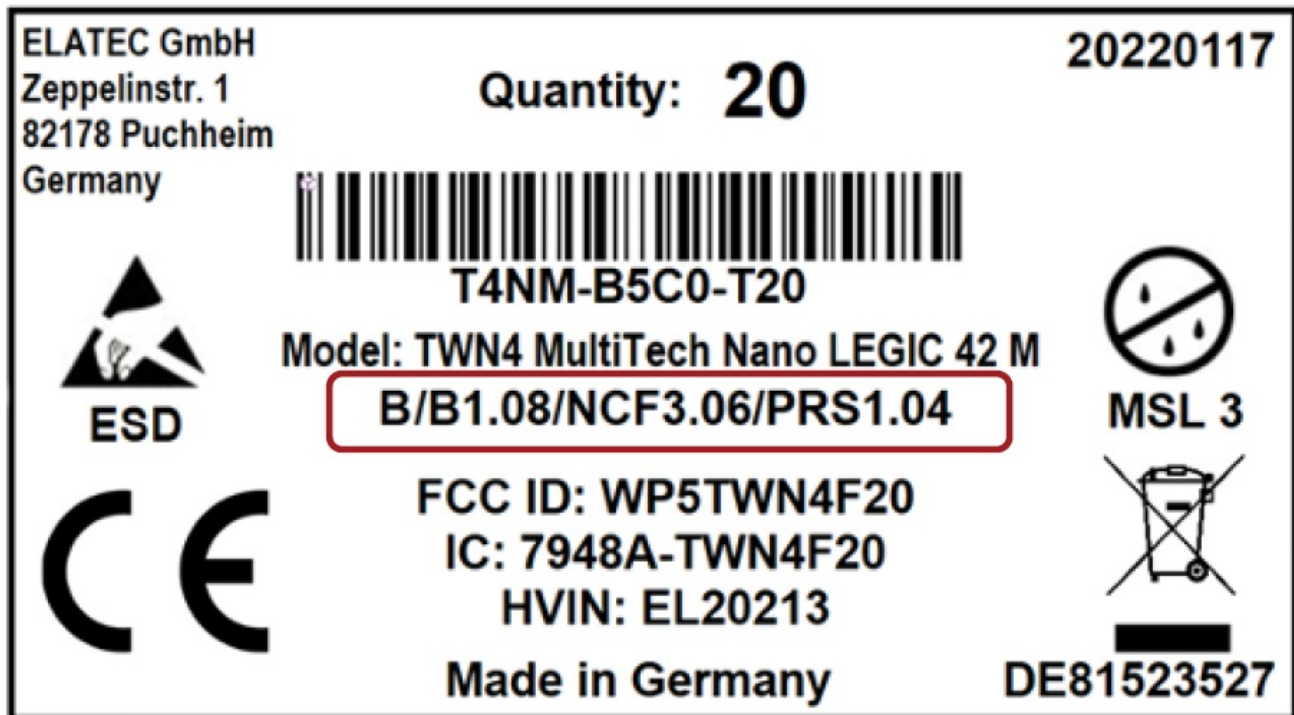 ELATEC GmbH
Zeppelinstr. 1
82178 Puchheim
Germany
Quantity: 20
20220117
T4NM-B5C0-T20
Model: TWN4 MultiTech Nano LEGIC 42 M
B/B1.08/NCF3.06/PRS1.04
ESD
MSL 3
CE
FCC ID: WP5TWN4F20
IC: 7948A-TWN4F20
HVIN: EL20213
Made in Germany
DE81523527